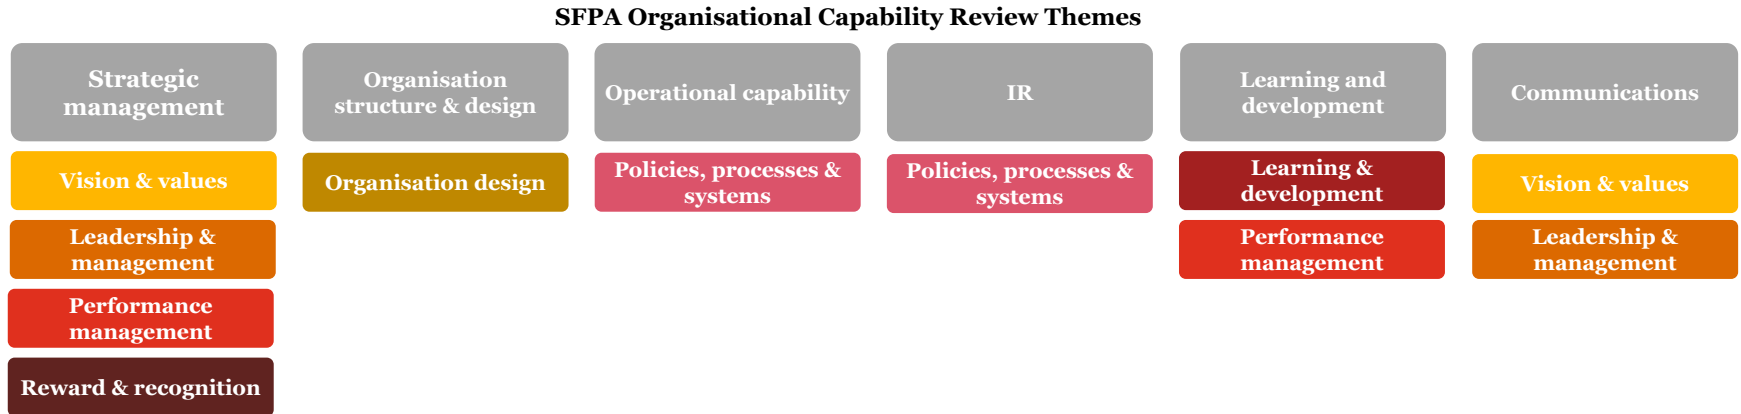 SFPA Organisational Capability Review Themes
Strategic
management
Organisation
structure & design
Operational capability
IR
Learning and
development
Communications
Vision & values
Organisation design
Policies, processes &
systems
Policies, processes &
systems
Learning &
development
Vision & values
Leadership &
management
Performance
management
Leadership &
management
Performance
management
Reward & recognition